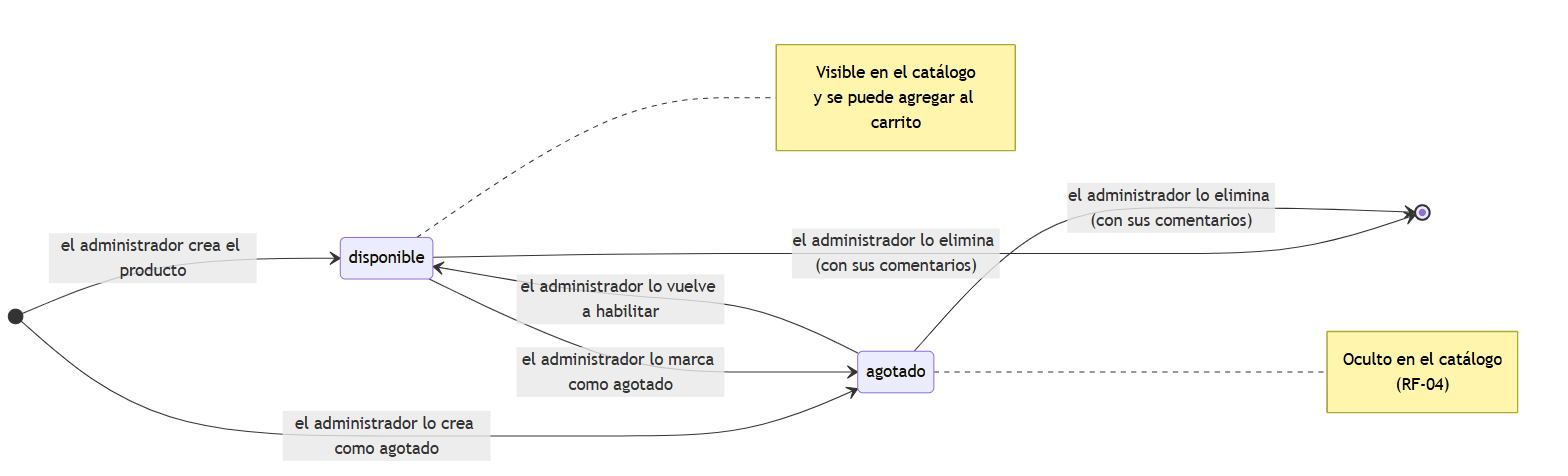 Visible en el catálogo
y se puede agregar al
carrito
el administrador lo elimina
(con sus comentarios)
el administrador crea el
producto
disponible
el administrador lo elimina
(con sus comentarios)
el administrador lo vuelve
a habilitar
el administrador lo marca
como agotado
agotado
Oculto en el catálogo
(RF-04)
el administrador lo crea
como agotado